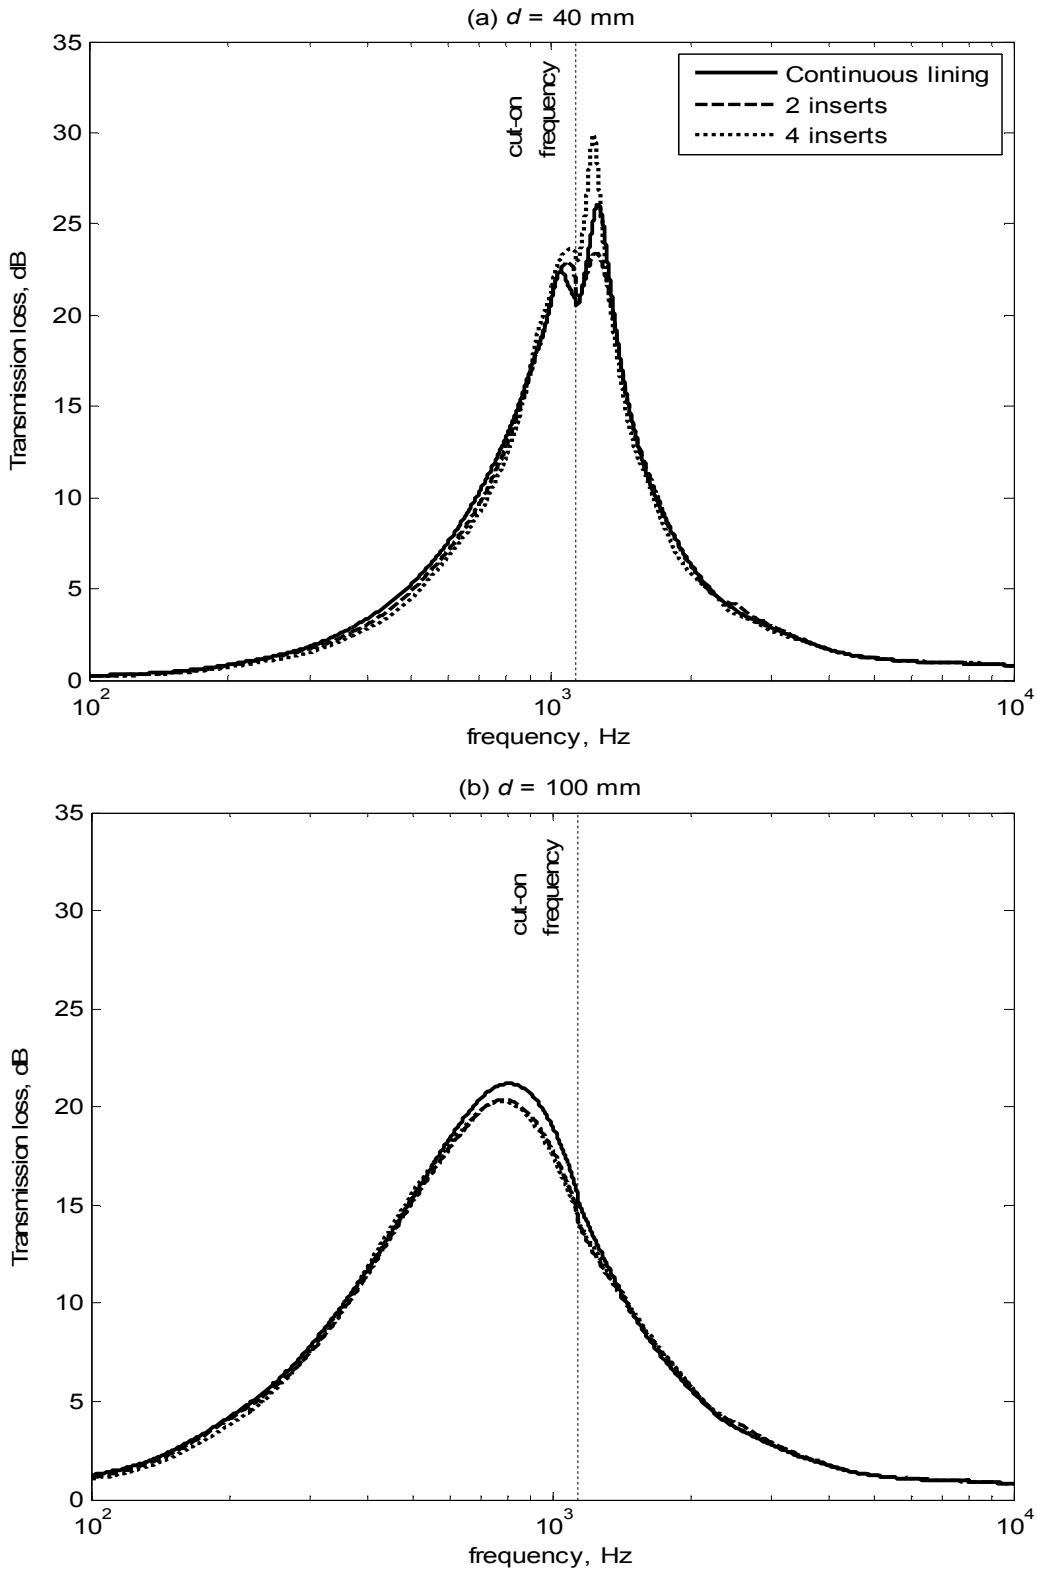 (a) d = 40 mm
35
30
25
20
15
10
5
0
Transmission loss, dB
cut-on
frequency
Continuous lining
2 inserts
4 inserts
10^2
10^3
10^4
frequency, Hz
(b) d = 100 mm
35
30
25
20
15
10
5
0
Transmission loss, dB
cut-on
frequency
10^2
10^3
10^4
frequency, Hz